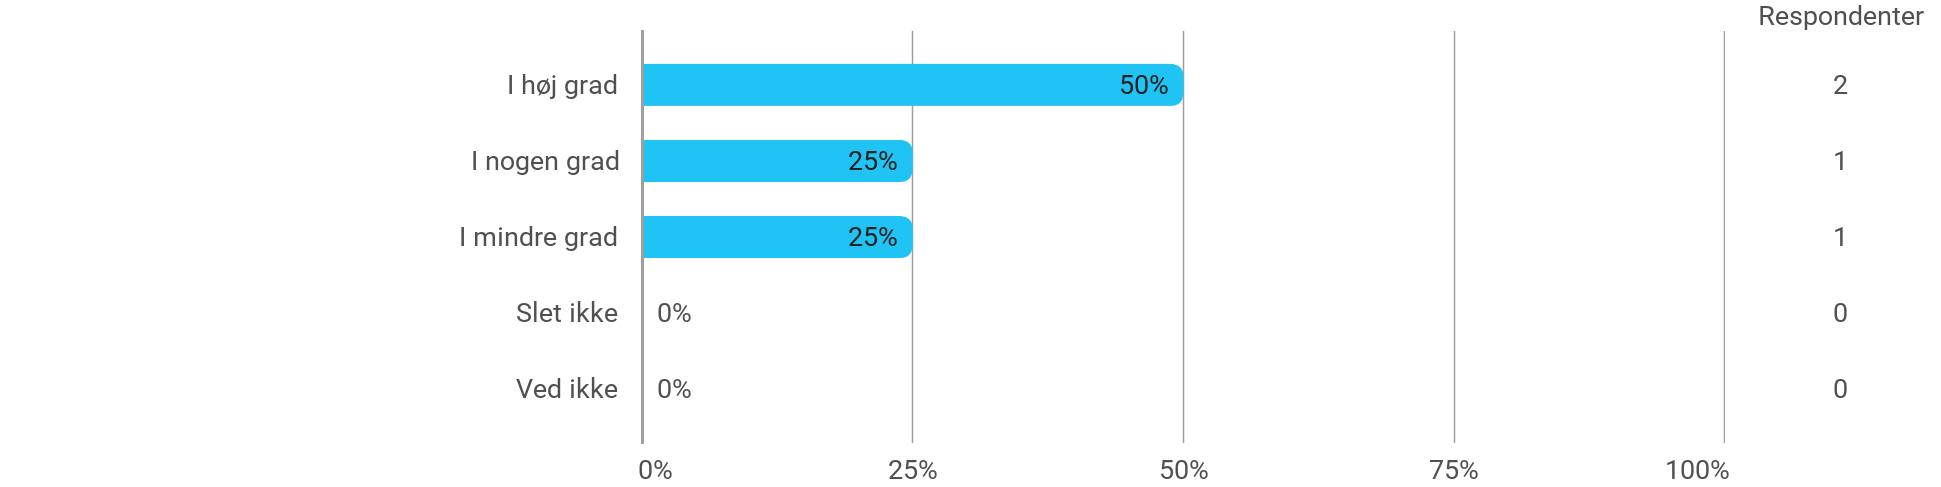 Respondenter
I høj grad 50% 2
I nogen grad 25% 1
I mindre grad 25% 1
Slet ikke 0% 0
Ved ikke 0% 0
0% 25% 50% 75% 100%